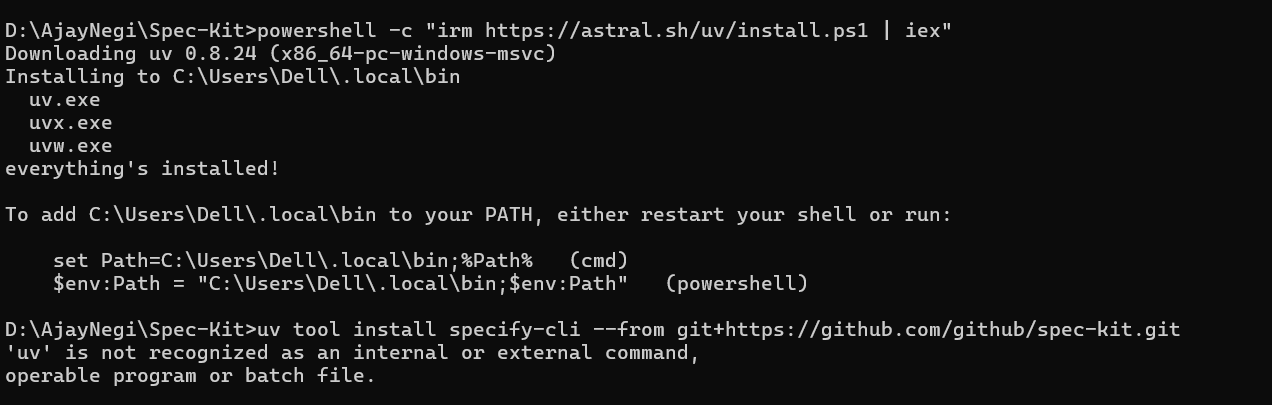 D:\AjayNegi\Spec-Kit>powershell -c "irm https://astral.sh/uv/install.ps1 | iex"
Downloading uv 0.8.24 (x86_64-pc-windows-msvc)
Installing to C:\Users\Dell\.local\bin
  uv.exe
  uvx.exe
  uvw.exe
everything's installed!

To add C:\Users\Dell\.local\bin to your PATH, either restart your shell or run:

    set Path=C:\Users\Dell\.local\bin;%Path%   (cmd)
    $env:Path = "C:\Users\Dell\.local\bin;$env:Path"   (powershell)

D:\AjayNegi\Spec-Kit>uv tool install specify-cli --from git+https://github.com/github/spec-kit.git
'uv' is not recognized as an internal or external command,
operable program or batch file.